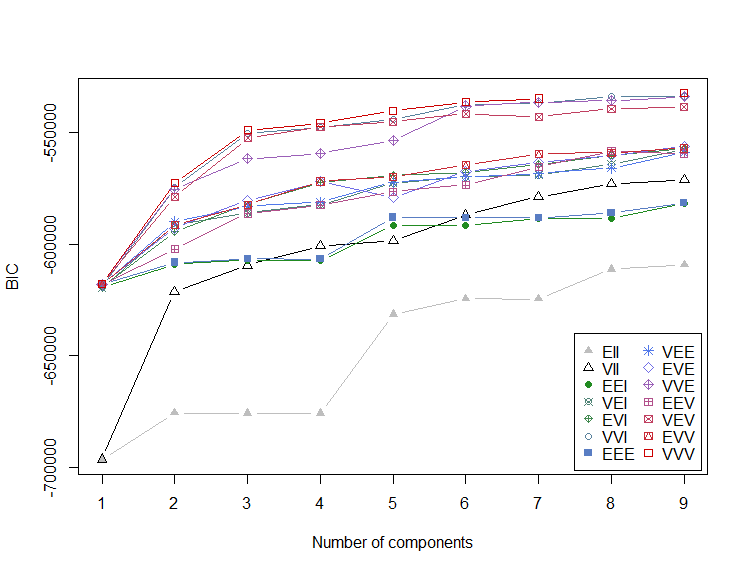 BIC
-550000
-600000
-650000
-700000
1 2 3 4 5 6 7 8 9
Number of components
EII VEE
VII EVE
EEI VVE
VEI EEV
EVI VEV
VVI EVV
EEE VVV